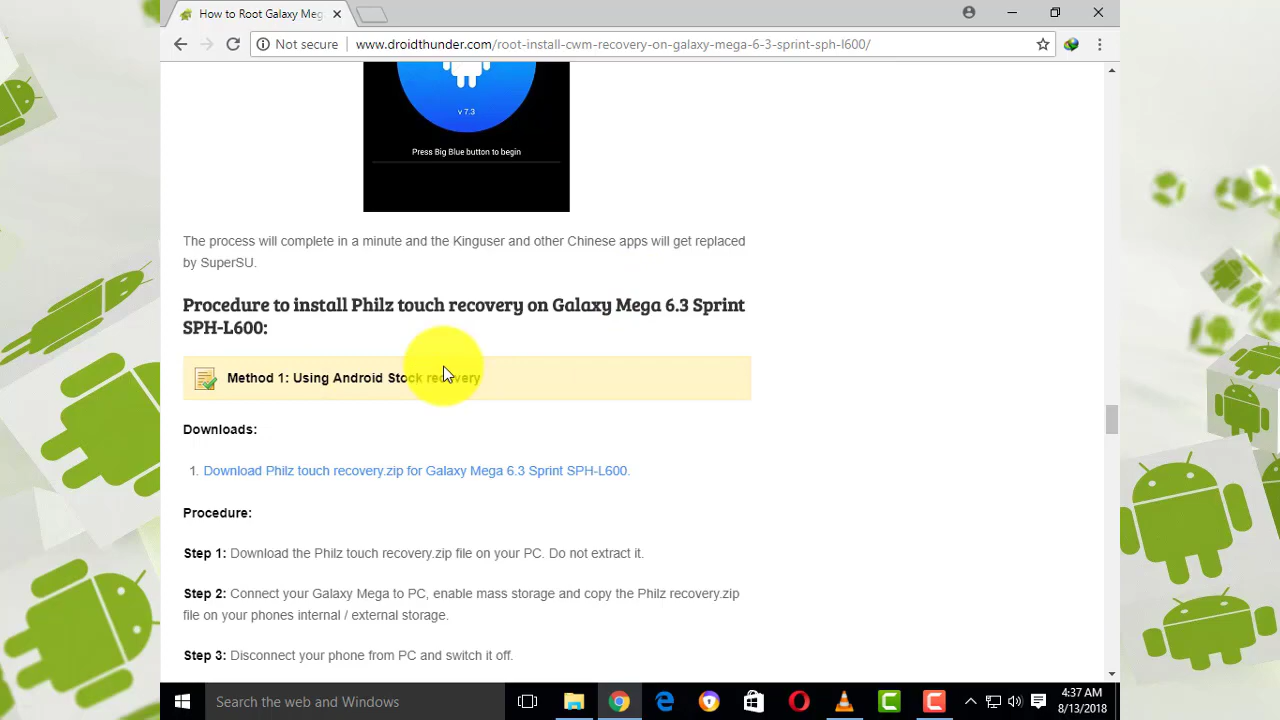 How to Root Galaxy Meg
Not secure
www.droidthunder.com/root-install-cwm-recovery-on-galaxy-mega-6-3-sprint-sph-l600/
v 7.3
Press Big Blue button to begin
The process will complete in a minute and the Kinguser and other Chinese apps will get replaced
by SuperSU.
Procedure to install Philz touch recovery on Galaxy Mega 6.3 Sprint
SPH-L600:
Method 1: Using Android Stock recovery
Downloads:
1. Download Philz touch recovery.zip for Galaxy Mega 6.3 Sprint SPH-L600.
Procedure:
Step 1: Download the Philz touch recovery.zip file on your PC. Do not extract it.
Step 2: Connect your Galaxy Mega to PC, enable mass storage and copy the Philz recovery.zip
file on your phones internal / external storage.
Step 3: Disconnect your phone from PC and switch it off.
Search the web and Windows
4:37 AM
8/13/2018